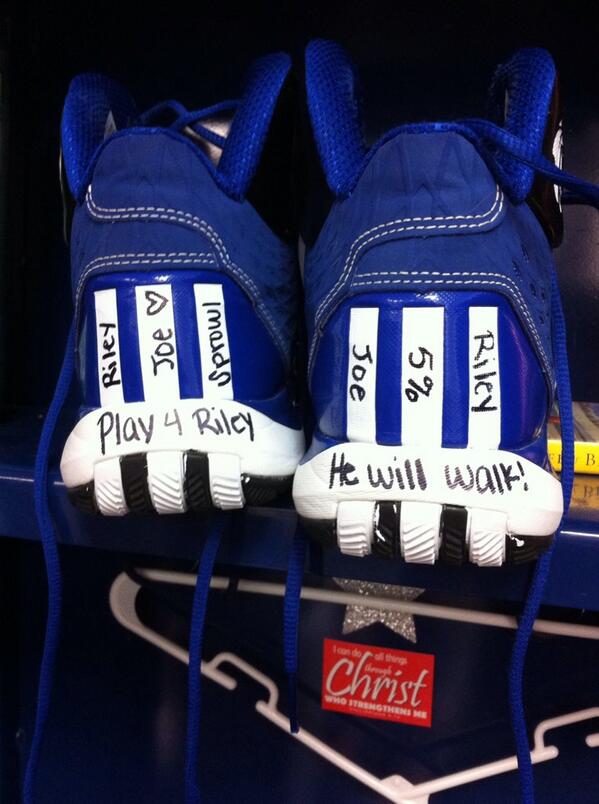 Riley
Joe ♡
Sprowl
Play 4 Riley
Joe
5%
Riley
He will walk!
I can do all things
through
Christ
WHO STRENGTHENS ME